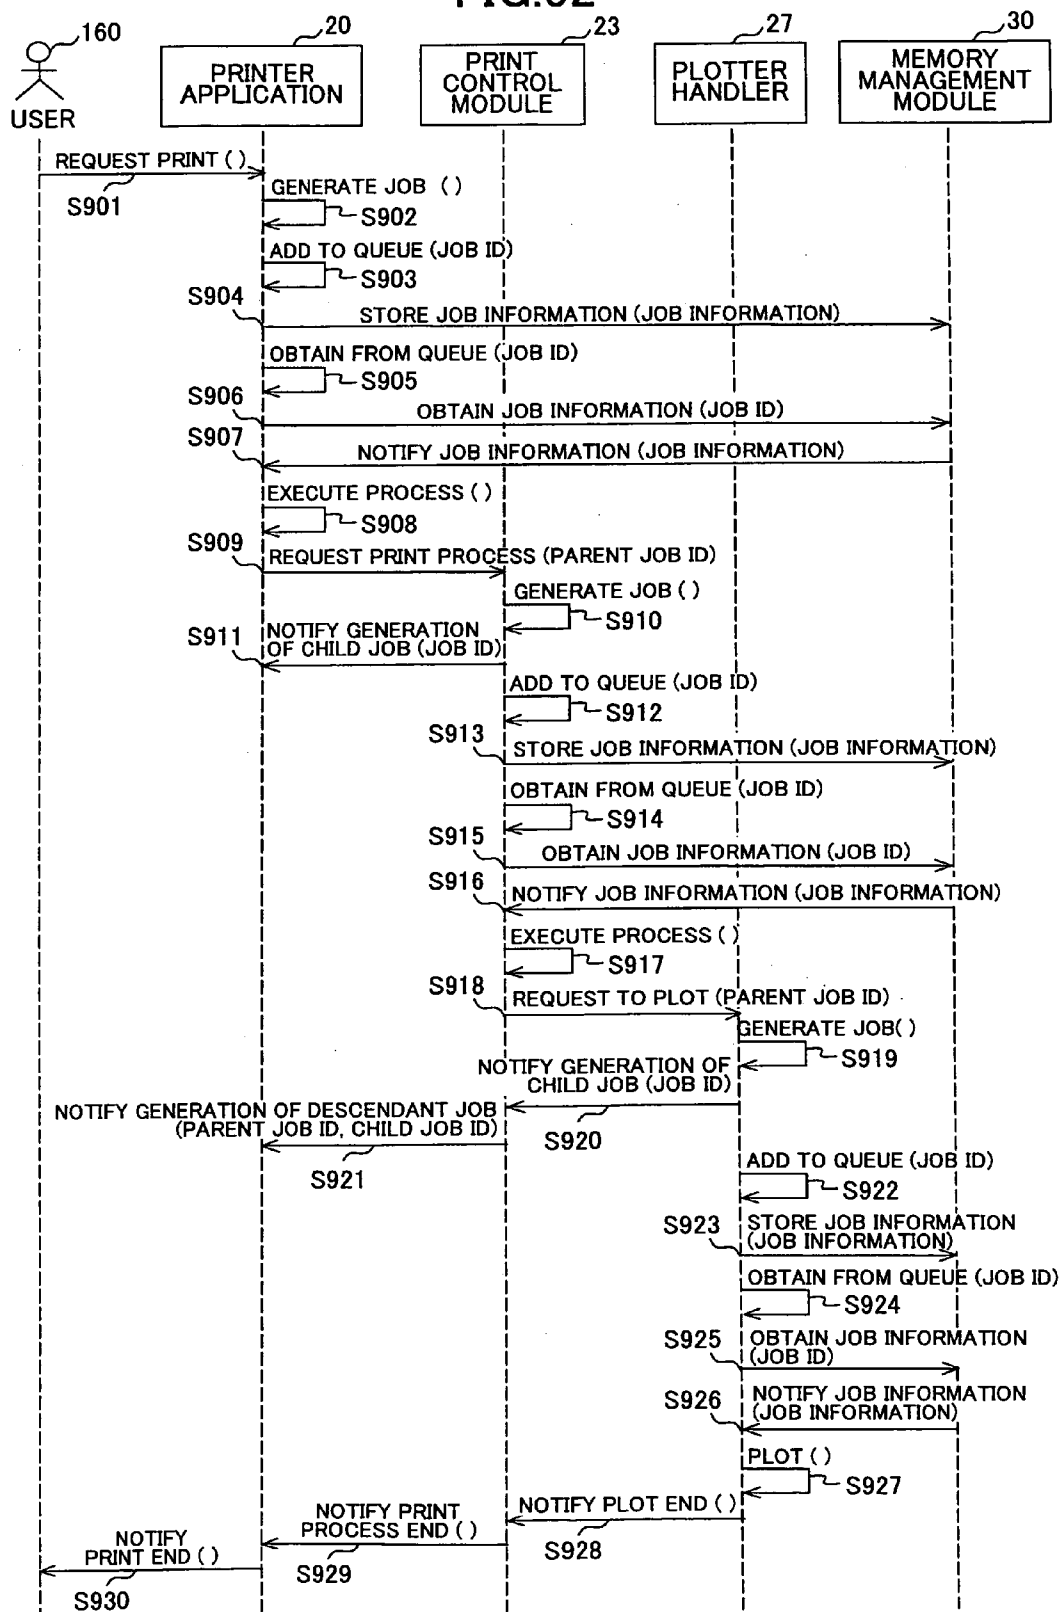 160
20
23
27
30
USER
PRINTER
APPLICATION
PRINT
CONTROL
MODULE
PLOTTER
HANDLER
MEMORY
MANAGEMENT
MODULE
REQUEST PRINT ( )
S901
GENERATE JOB ( )
S902
ADD TO QUEUE (JOB ID)
S903
S904
STORE JOB INFORMATION (JOB INFORMATION)
OBTAIN FROM QUEUE (JOB ID)
S905
S906
OBTAIN JOB INFORMATION (JOB ID)
S907
NOTIFY JOB INFORMATION (JOB INFORMATION)
EXECUTE PROCESS ( )
S908
S909
REQUEST PRINT PROCESS (PARENT JOB ID)
GENERATE JOB ( )
S910
S911
NOTIFY GENERATION
OF CHILD JOB (JOB ID)
ADD TO QUEUE (JOB ID)
S912
S913
STORE JOB INFORMATION (JOB INFORMATION)
OBTAIN FROM QUEUE (JOB ID)
S914
S915
OBTAIN JOB INFORMATION (JOB ID)
S916
NOTIFY JOB INFORMATION (JOB INFORMATION)
EXECUTE PROCESS ( )
S917
S918
REQUEST TO PLOT (PARENT JOB ID)
GENERATE JOB( )
S919
NOTIFY GENERATION OF
CHILD JOB (JOB ID)
S920
NOTIFY GENERATION OF DESCENDANT JOB
(PARENT JOB ID, CHILD JOB ID)
S921
ADD TO QUEUE (JOB ID)
S922
S923
STORE JOB INFORMATION
(JOB INFORMATION)
OBTAIN FROM QUEUE (JOB ID)
S924
S925
OBTAIN JOB INFORMATION
(JOB ID)
S926
NOTIFY JOB INFORMATION
(JOB INFORMATION)
PLOT ( )
S927
NOTIFY PLOT END ( )
S928
NOTIFY PRINT
PROCESS END ( )
S929
NOTIFY
PRINT END ( )
S930